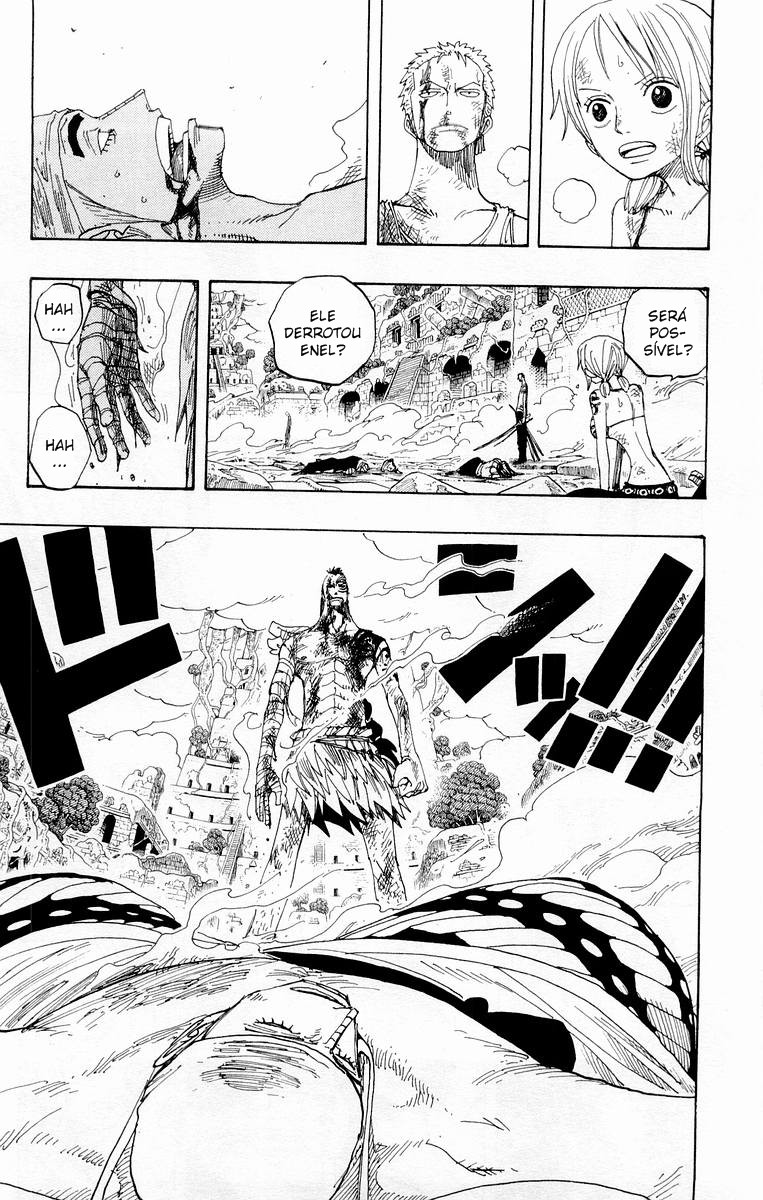 SERÁ
POS-
SÍVEL?
ELE
DERROTOU
ENEL?
HAH
...
HAH
...
ドン!!!